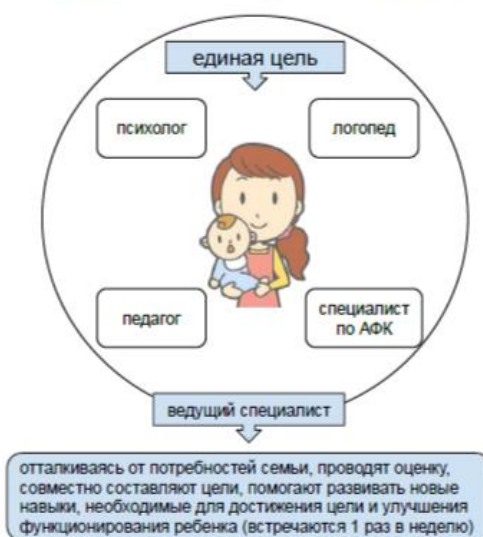 единая цель
психолог
логопед
педагог
специалист
по АФК
ведущий специалист
отталкиваясь от потребностей семьи, проводят оценку,
совместно составляют цели, помогают развивать новые
навыки, необходимые для достижения цели и улучшения
функционирования ребенка (встречаются 1 раз в неделю)